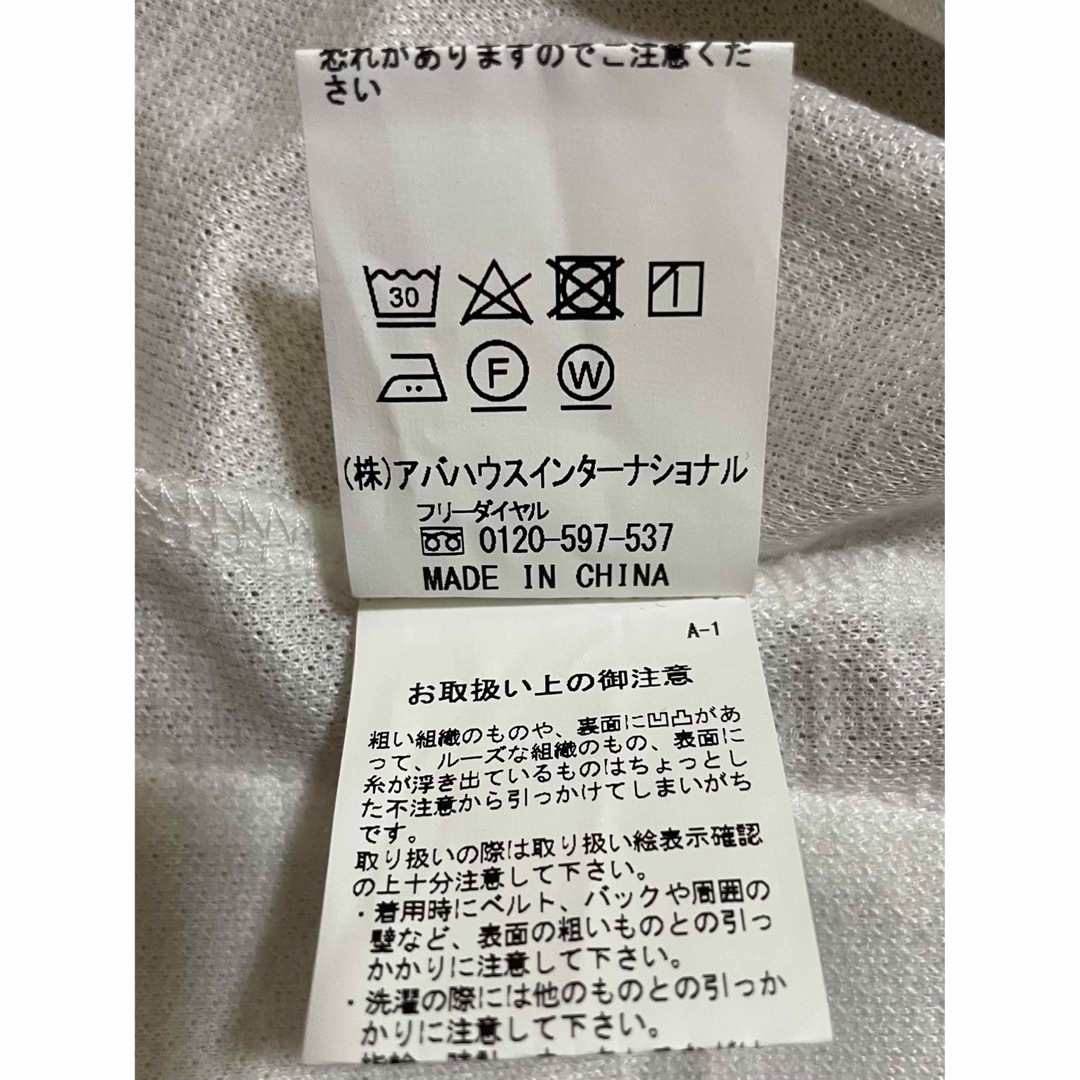 恐れがありますのでご注意くだ
さい
30
F
W
(株)アバハウスインターナショナル
フリーダイヤル
0120-597-537
MADE IN CHINA
A-1
お取扱い上の御注意
粗い組織のものや、裏面に凹凸があ
って、ルーズな組織のもの、表面に
糸が浮き出ているものはちょっとし
た不注意から引っかけてしまいがち
です。
取り扱いの際は取り扱い絵表示確認
の上十分注意して下さい。
・着用時にベルト、バックや周囲の
壁など、表面の粗いものとの引っ
かかりに注意して下さい。
・洗濯の際には他のものとの引っか
かりに注意して下さい。